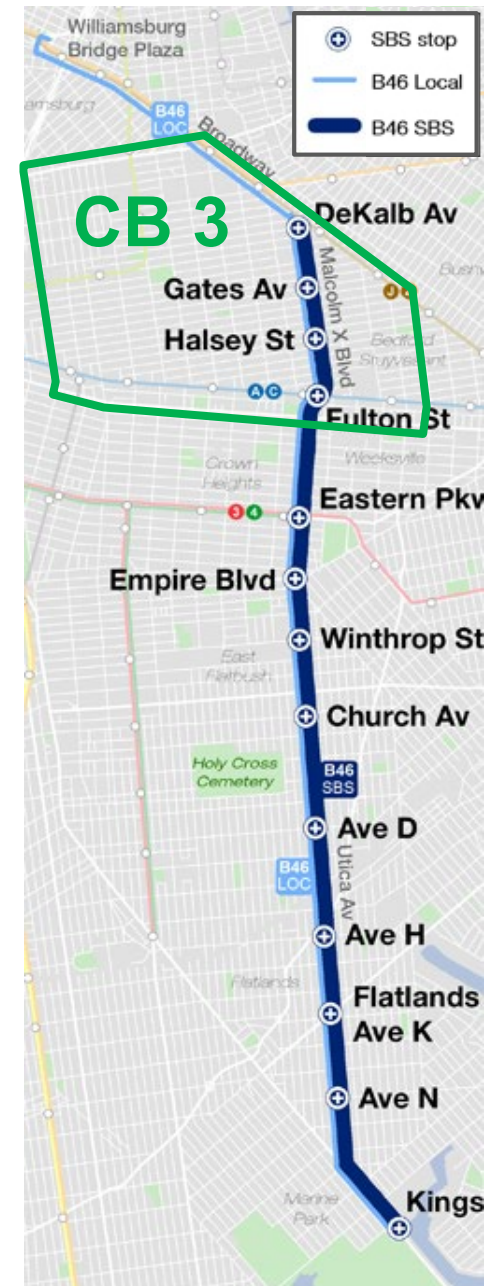 Williamsburg
Bridge Plaza
SBS stop
B46 Local
B46 SBS
amsburg
B46
LOC
Broadway
CB 3
DeKalb Av
Gates Av
Malcolm X Blvd
J
Bushw
Halsey St
Bedford
Stuyvesant
A C
Fulton St
Crown
Heights
Weeksville
3 4
Eastern Pkw
Empire Blvd
Winthrop St
East
Flatbush
Church Av
Holy Cross
Cemetery
B46
SBS
Ave D
Utica Av
B46
LOC
Ave H
Flatlands
Flatlands
Ave K
Ave N
Marine
Park
Kings